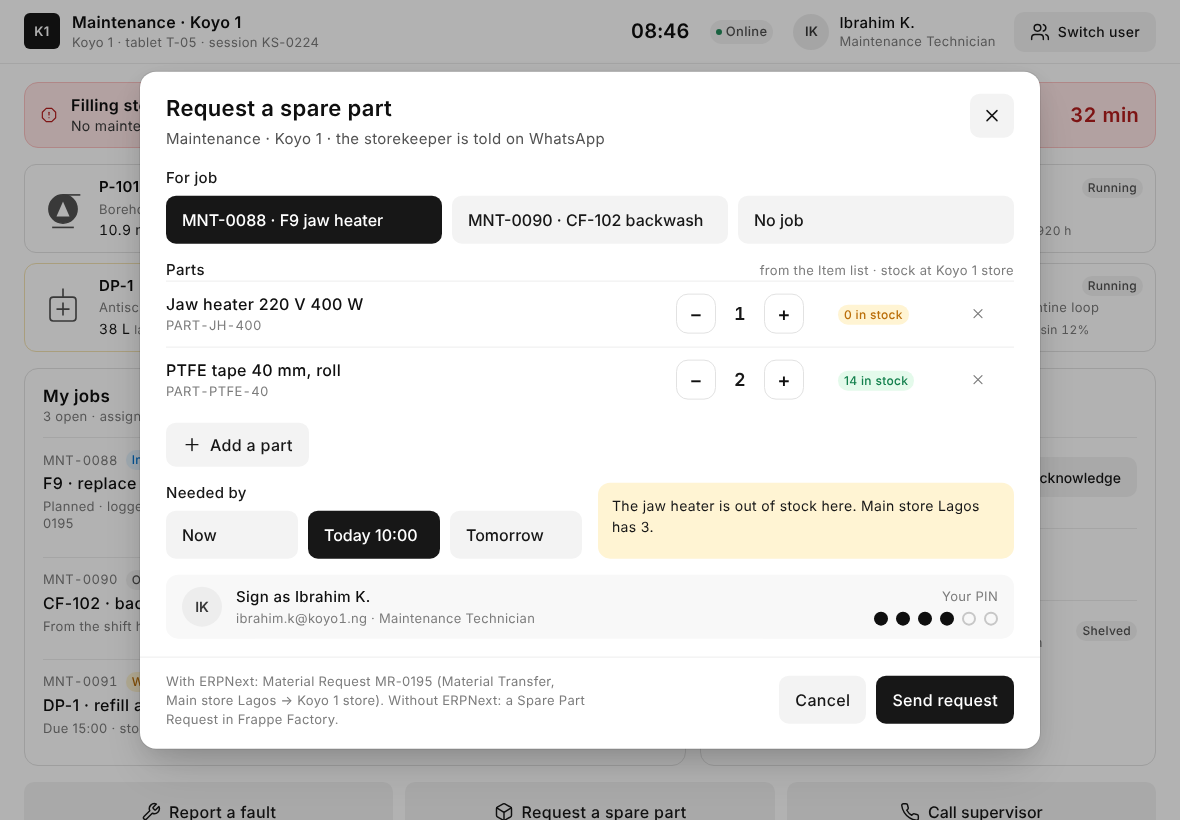 K1
Maintenance · Koyo 1
Koyo 1 · tablet T-05 · session KS-0224
08:46
Online
IK
Ibrahim K.
Maintenance Technician
Switch user
Filling
No
32 min
Request a spare part
Maintenance · Koyo 1 · the storekeeper is told on WhatsApp
P-101
10.9
Running
920 h
For job
MNT-0088 · F9 jaw heater
MNT-0090 · CF-102 backwash
No job
Parts
from the Item list · stock at Koyo 1 store
DP-1
38 L
Running
loop
12%
Jaw heater 220 V 400 W
PART-JH-400
− 1 +
0 in stock
PTFE tape 40 mm, roll
PART-PTFE-40
− 2 +
14 in stock
Add a part
My jobs
3 open ·
MNT-0088
F9 · replace
Planned ·
0195
Needed by
Now
Today 10:00
Tomorrow
The jaw heater is out of stock here. Main store Lagos
has 3.
MNT-0090
CF-102 ·
From the shift
IK
Sign as Ibrahim K.
ibrahim.k@koyo1.ng · Maintenance Technician
Your PIN
Shelved
MNT-0091
DP-1 · refill
Due 15:00 ·
With ERPNext: Material Request MR-0195 (Material Transfer,
Main store Lagos → Koyo 1 store). Without ERPNext: a Spare Part
Request in Frappe Factory.
Cancel
Send request
Report a fault
Request a spare part
Call supervisor